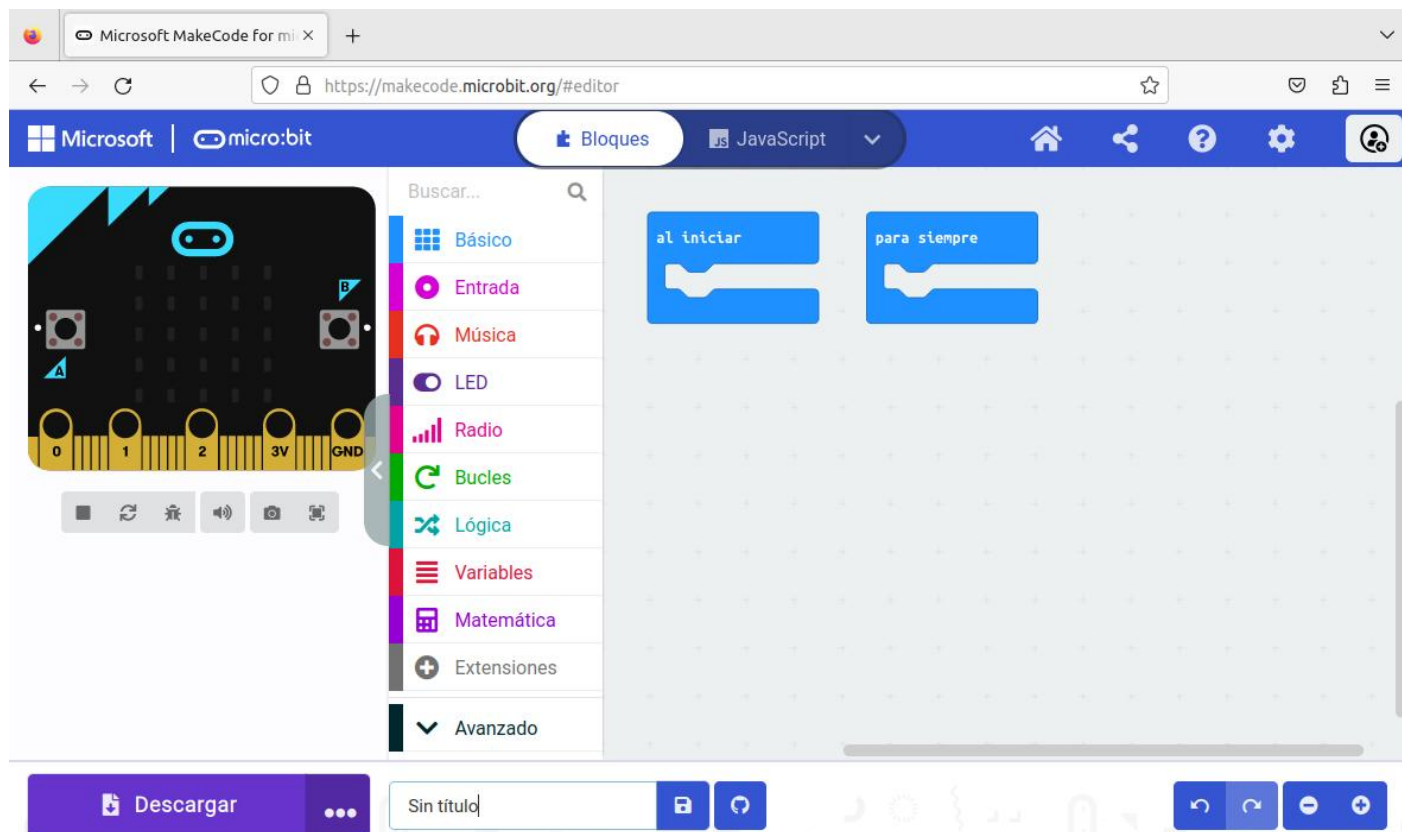 Microsoft MakeCode for mi
https://makecode.microbit.org/#editor
Microsoft | micro:bit
Bloques
JS JavaScript
Buscar...
Básico
Entrada
Música
LED
Radio
Bucles
Lógica
Variables
Matemática
Extensiones
Avanzado
al iniciar
para siempre
A
B
0 1 2 3V GND
Descargar
Sin título